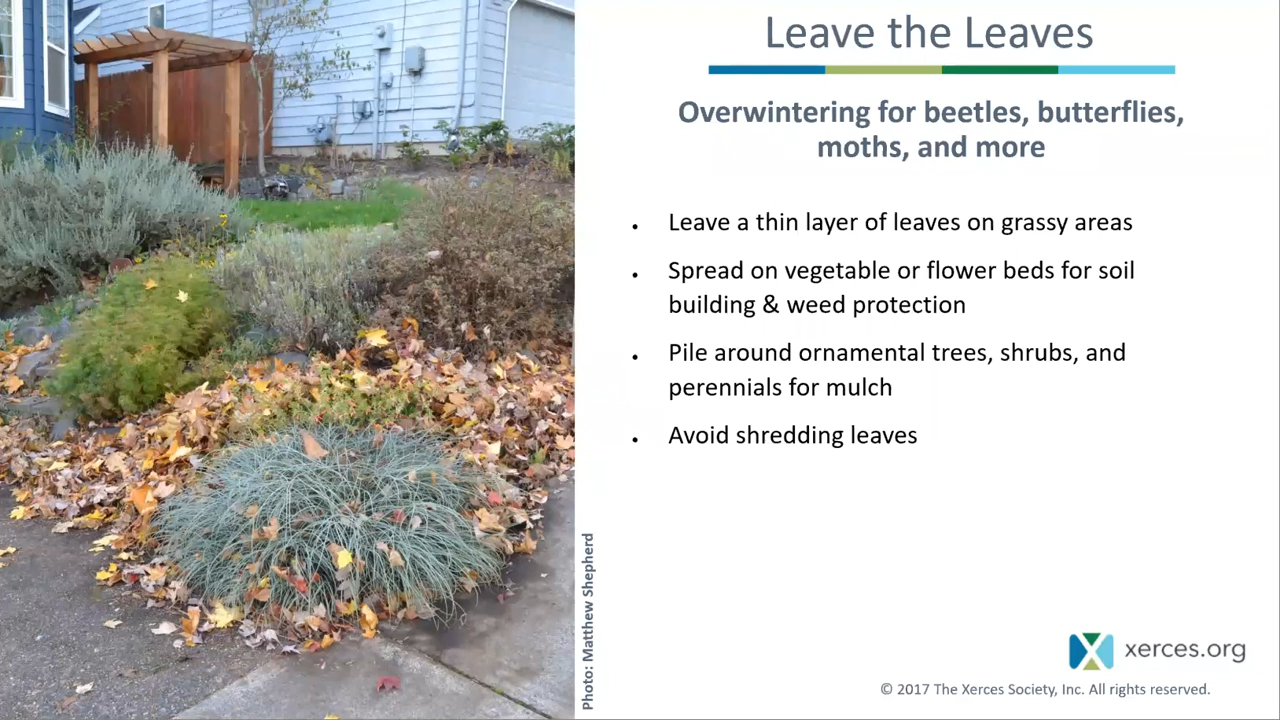 Leave the Leaves
Overwintering for beetles, butterflies,
moths, and more
• Leave a thin layer of leaves on grassy areas
• Spread on vegetable or flower beds for soil
building & weed protection
• Pile around ornamental trees, shrubs, and
perennials for mulch
• Avoid shredding leaves
Photo: Matthew Shepherd
xerces.org
© 2017 The Xerces Society, Inc. All rights reserved.